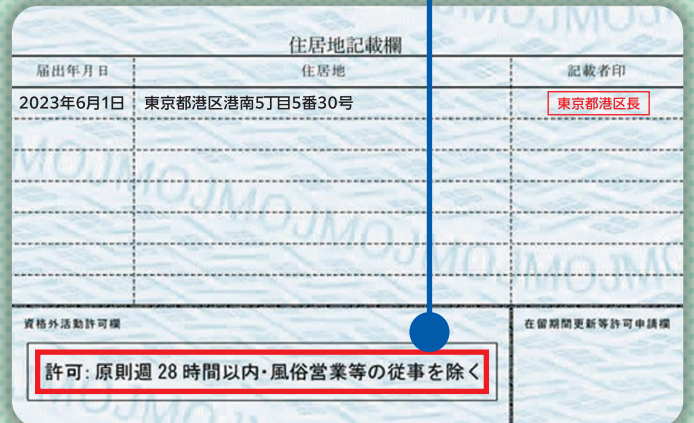 住居地記載欄
届出年月日 住居地 記載者印
2023年6月1日 東京都港区港南5丁目5番30号 東京都港区長
資格外活動許可欄 在留期間更新等許可申請欄
許可: 原則週28時間以内・風俗営業等の従事を除く
MOJMOJMOJMOJMOJMOJ